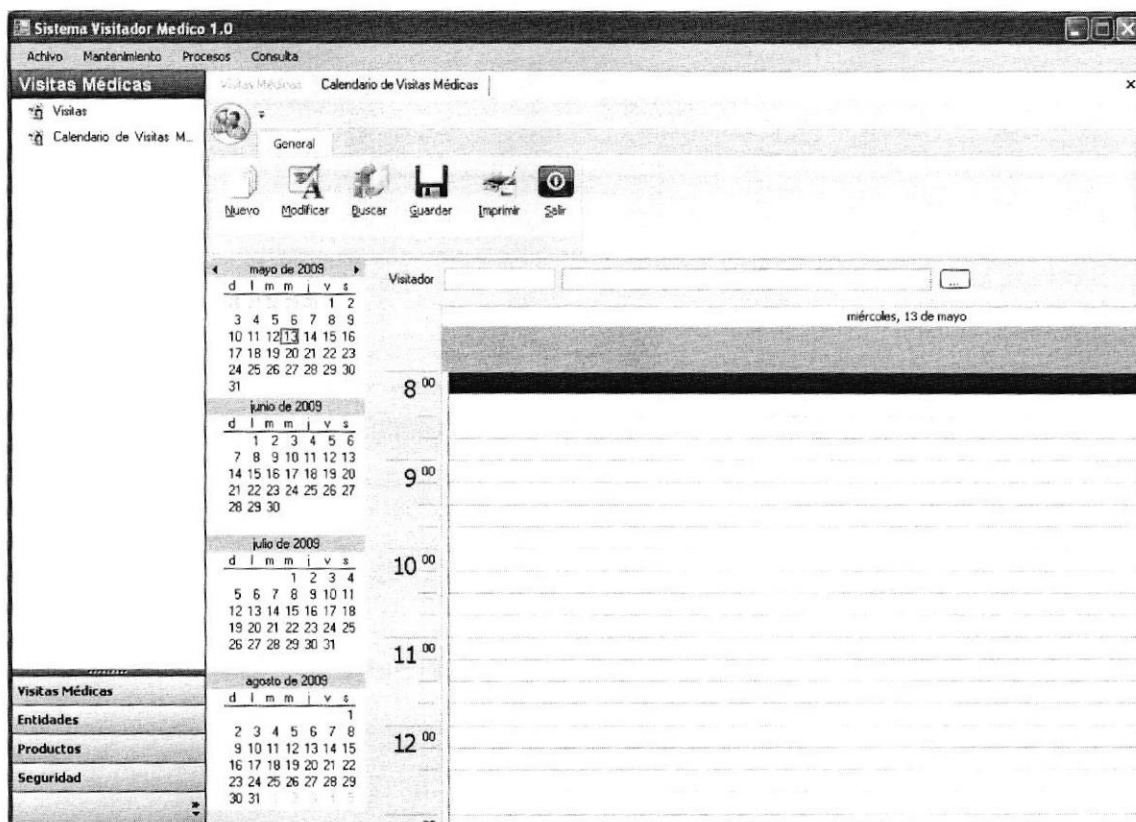 Sistema Visitador Medico 1.0
Achivo Mantenimiento Procesos Consulta
Visitas Médicas
Visitas
Calendario de Visitas M...
Visitas Médicas Calendario de Visitas Médicas
General
Nuevo Modificar Buscar Guardar Imprimir Salir
mayo de 2009
d l m m j v s
1 2
3 4 5 6 7 8 9
10 11 12 13 14 15 16
17 18 19 20 21 22 23
24 25 26 27 28 29 30
31
junio de 2009
d l m m j v s
1 2 3 4 5 6
7 8 9 10 11 12 13
14 15 16 17 18 19 20
21 22 23 24 25 26 27
28 29 30
julio de 2009
d l m m j v s
1 2 3 4
5 6 7 8 9 10 11
12 13 14 15 16 17 18
19 20 21 22 23 24 25
26 27 28 29 30 31
agosto de 2009
d l m m j v s
1
2 3 4 5 6 7 8
9 10 11 12 13 14 15
16 17 18 19 20 21 22
23 24 25 26 27 28 29
30 31
Visitador ...
miércoles, 13 de mayo
8 00
9 00
10 00
11 00
12 00
Visitas Médicas
Entidades
Productos
Seguridad